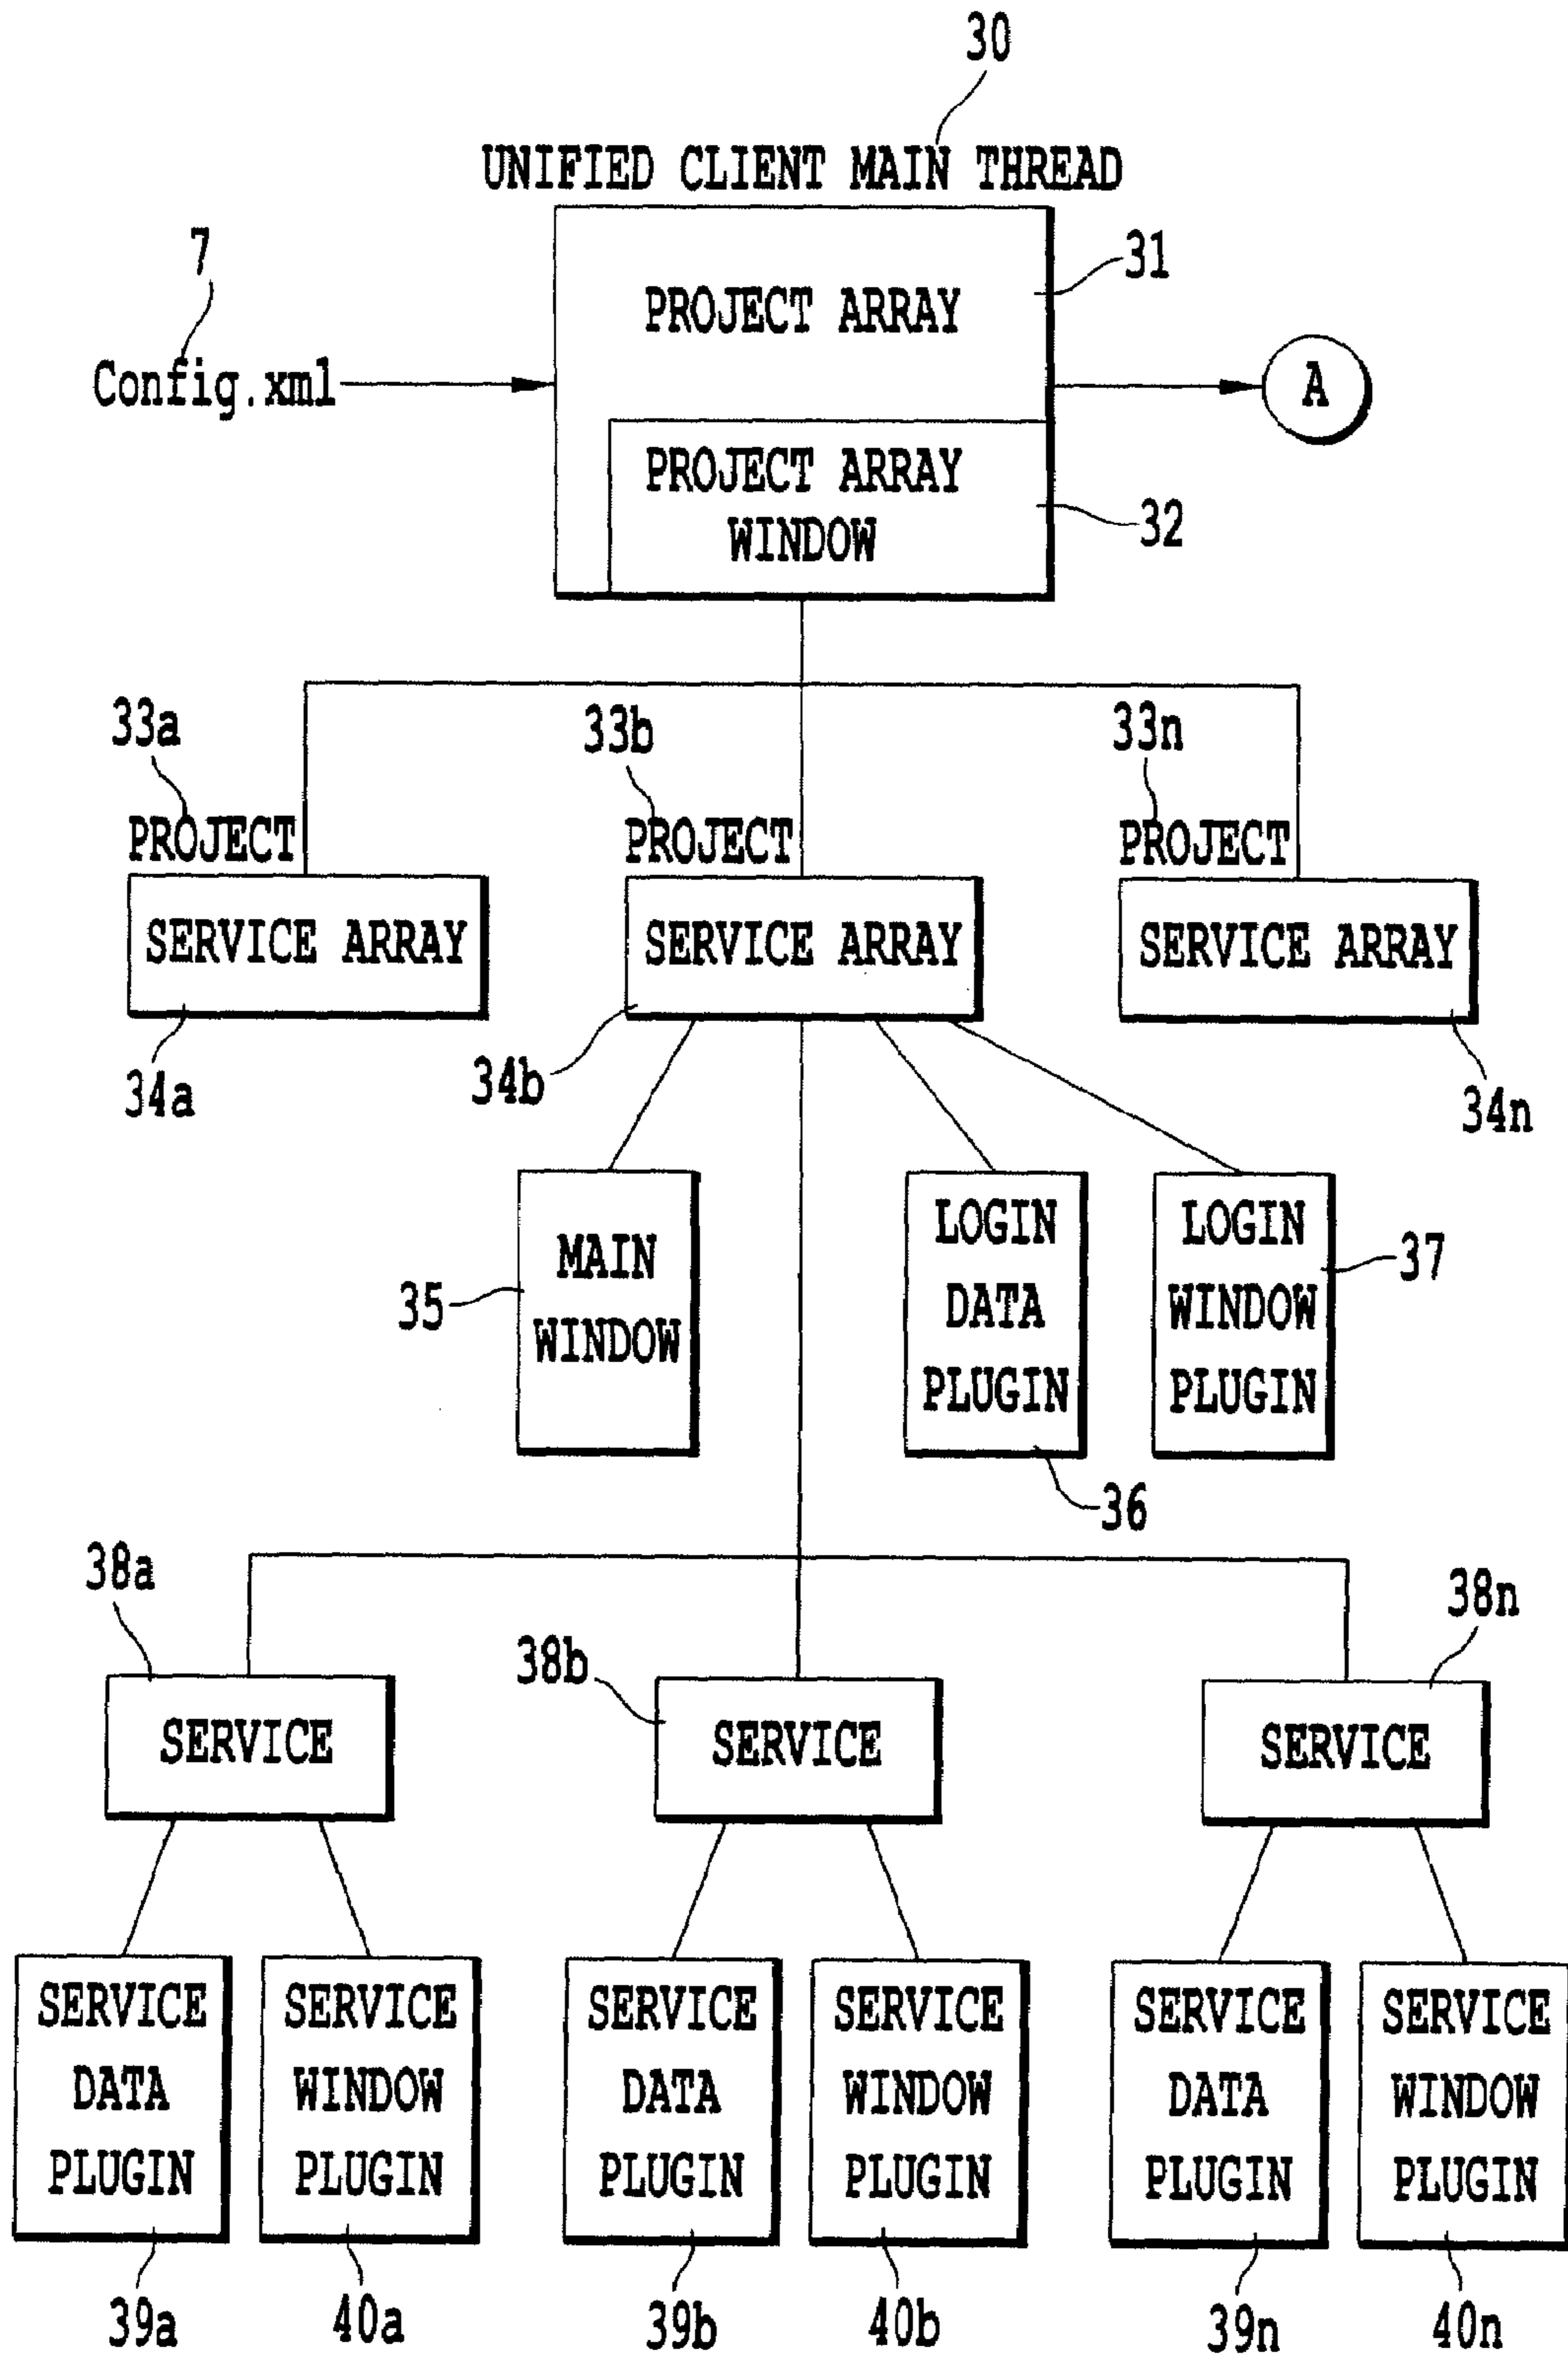 30
UNIFIED CLIENT MAIN THREAD
7
31
PROJECT ARRAY
Config.xml
A
PROJECT ARRAY
WINDOW
32
33a
33b
33n
PROJECT
PROJECT
PROJECT
SERVICE ARRAY
SERVICE ARRAY
SERVICE ARRAY
34a
34b
34n
MAIN
WINDOW
35
LOGIN
DATA
PLUGIN
36
LOGIN
WINDOW
PLUGIN
37
38a
38b
38n
SERVICE
SERVICE
SERVICE
SERVICE
DATA
PLUGIN
SERVICE
WINDOW
PLUGIN
SERVICE
DATA
PLUGIN
SERVICE
WINDOW
PLUGIN
SERVICE
DATA
PLUGIN
SERVICE
WINDOW
PLUGIN
39a
40a
39b
40b
39n
40n